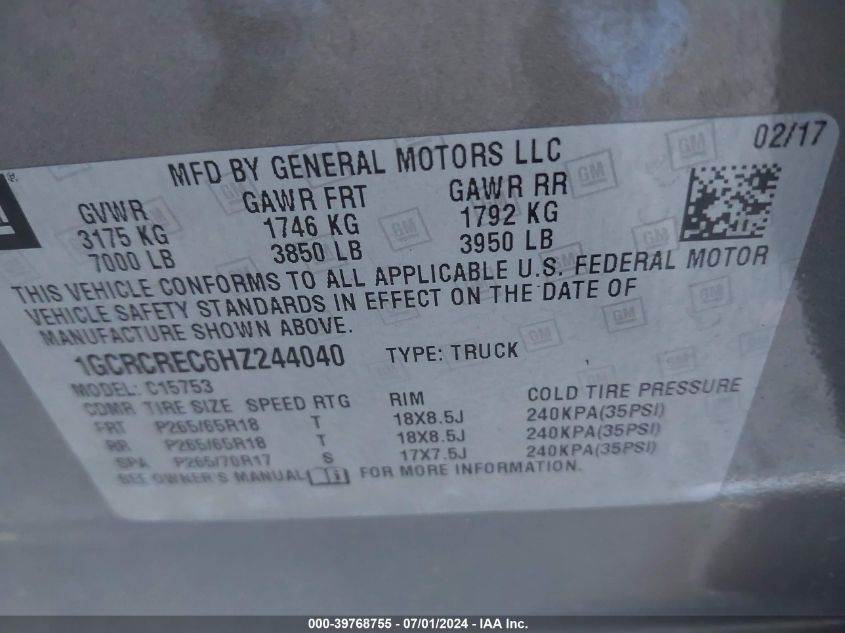 02/17
MFD BY GENERAL MOTORS LLC
GVWR GAWR FRT GAWR RR
3175 KG 1746 KG 1792 KG
7000 LB 3850 LB 3950 LB
THIS VEHICLE CONFORMS TO ALL APPLICABLE U.S. FEDERAL MOTOR
VEHICLE SAFETY STANDARDS IN EFFECT ON THE DATE OF
MANUFACTURE SHOWN ABOVE.
1GCRCREC6HZ244040 TYPE: TRUCK
MODEL: C15753
CDMR TIRE SIZE SPEED RTG RIM COLD TIRE PRESSURE
FRT P265/65R18 T 18X8.5J 240KPA(35PSI)
RR P265/65R18 T 18X8.5J 240KPA(35PSI)
SPA P265/70R17 S 17X7.5J 240KPA(35PSI)
SEE OWNER'S MANUAL FOR MORE INFORMATION.
000-39768755 - 07/01/2024 - IAA Inc.